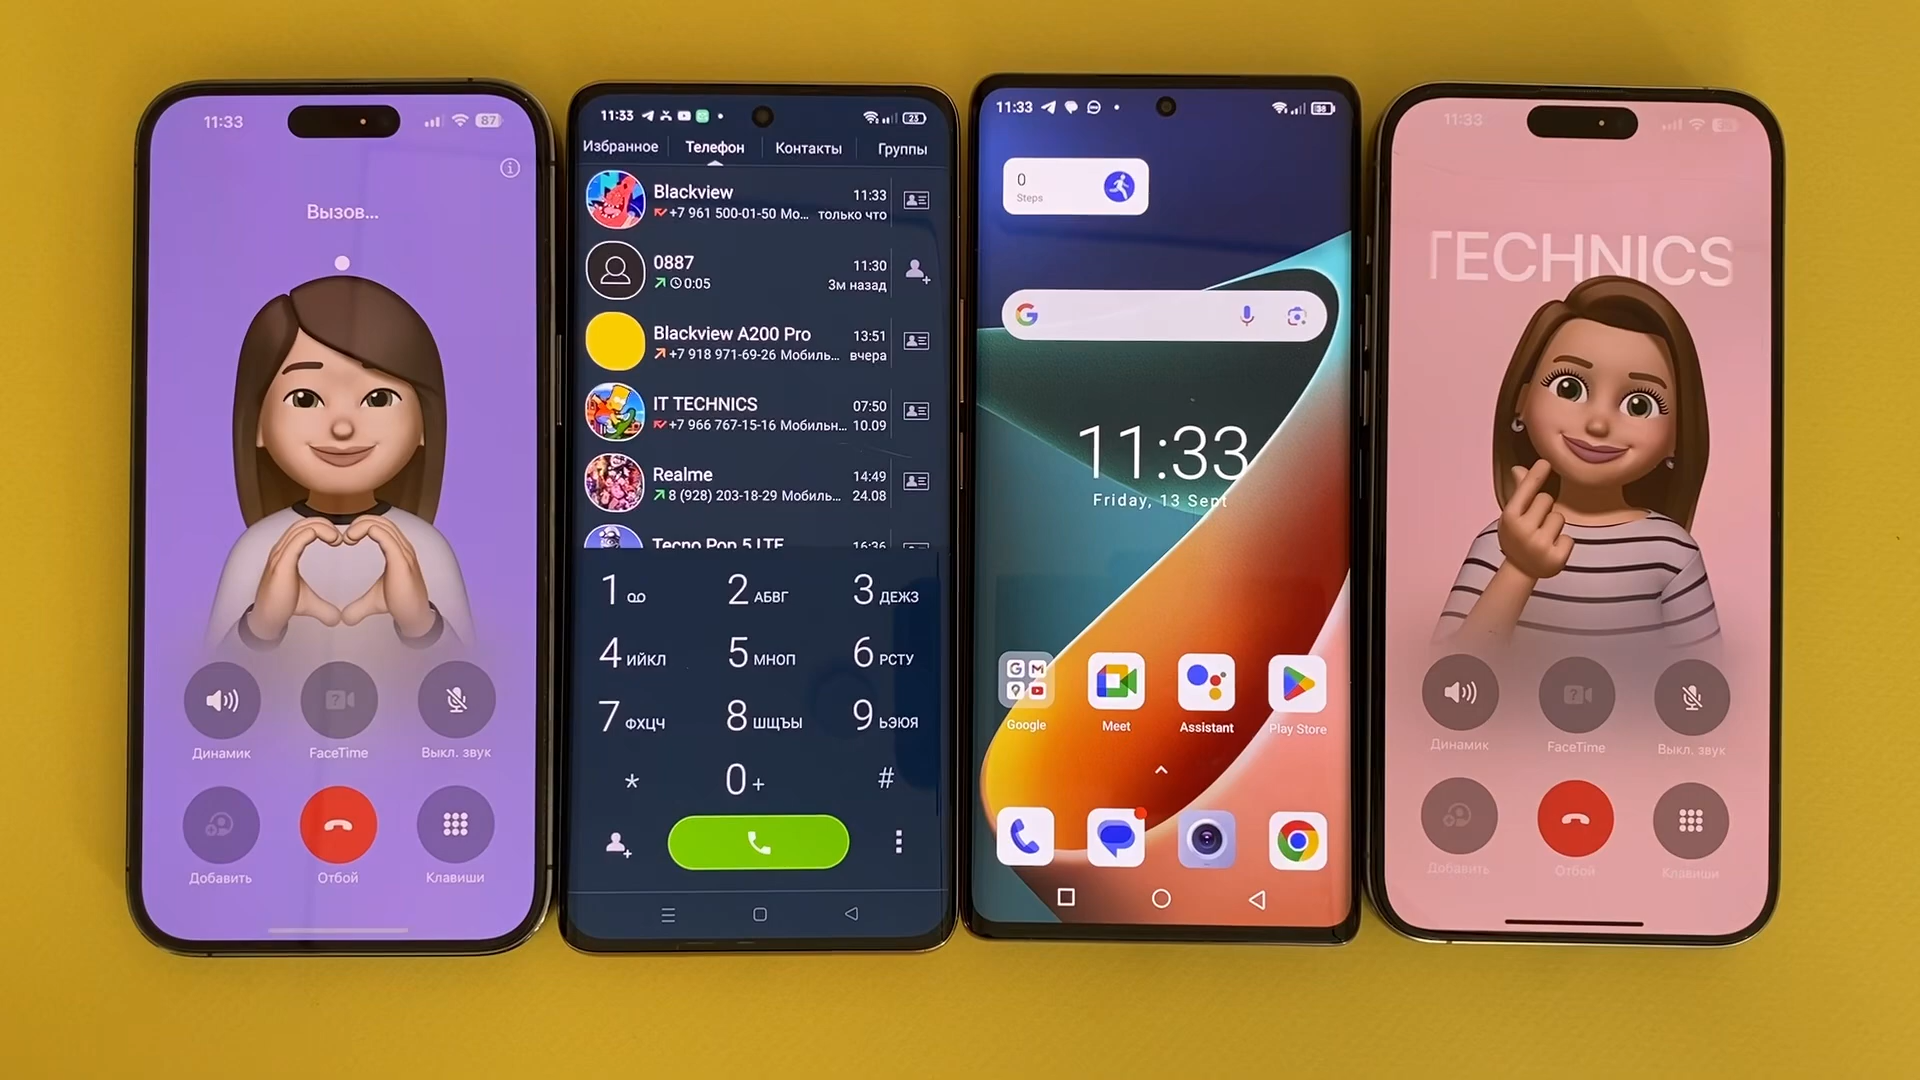 11:33
87
Вызов...
Динамик
FaceTime
Выкл. звук
Добавить
Отбой
Клавиши
11:33
23
Избранное
Телефон
Контакты
Группы
Blackview
11:33
+7 961 500-01-50 Мо...
только что
0887
11:30
0:05
3м назад
Blackview A200 Pro
13:51
+7 918 971-69-26 Мобиль...
вчера
IT TECHNICS
07:50
+7 966 767-15-16 Мобильн...
10.09
Realme
14:49
8 (928) 203-18-29 Мобиль...
24.08
Tecno Pop 5 LTE
16:36
1
2 АБВГ
3 ДЕЖЗ
4 ИЙКЛ
5 МНОП
6 РСТУ
7 ФХЦЧ
8 ШЩЪЫ
9 ЬЭЮЯ
*
0 +
#
11:33
38
0
Steps
11:33
Friday, 13 Sept
Google
Meet
Assistant
Play Store
11:33
TECHNICS
Динамик
FaceTime
Выкл. звук
Добавить
Отбой
Клавиши